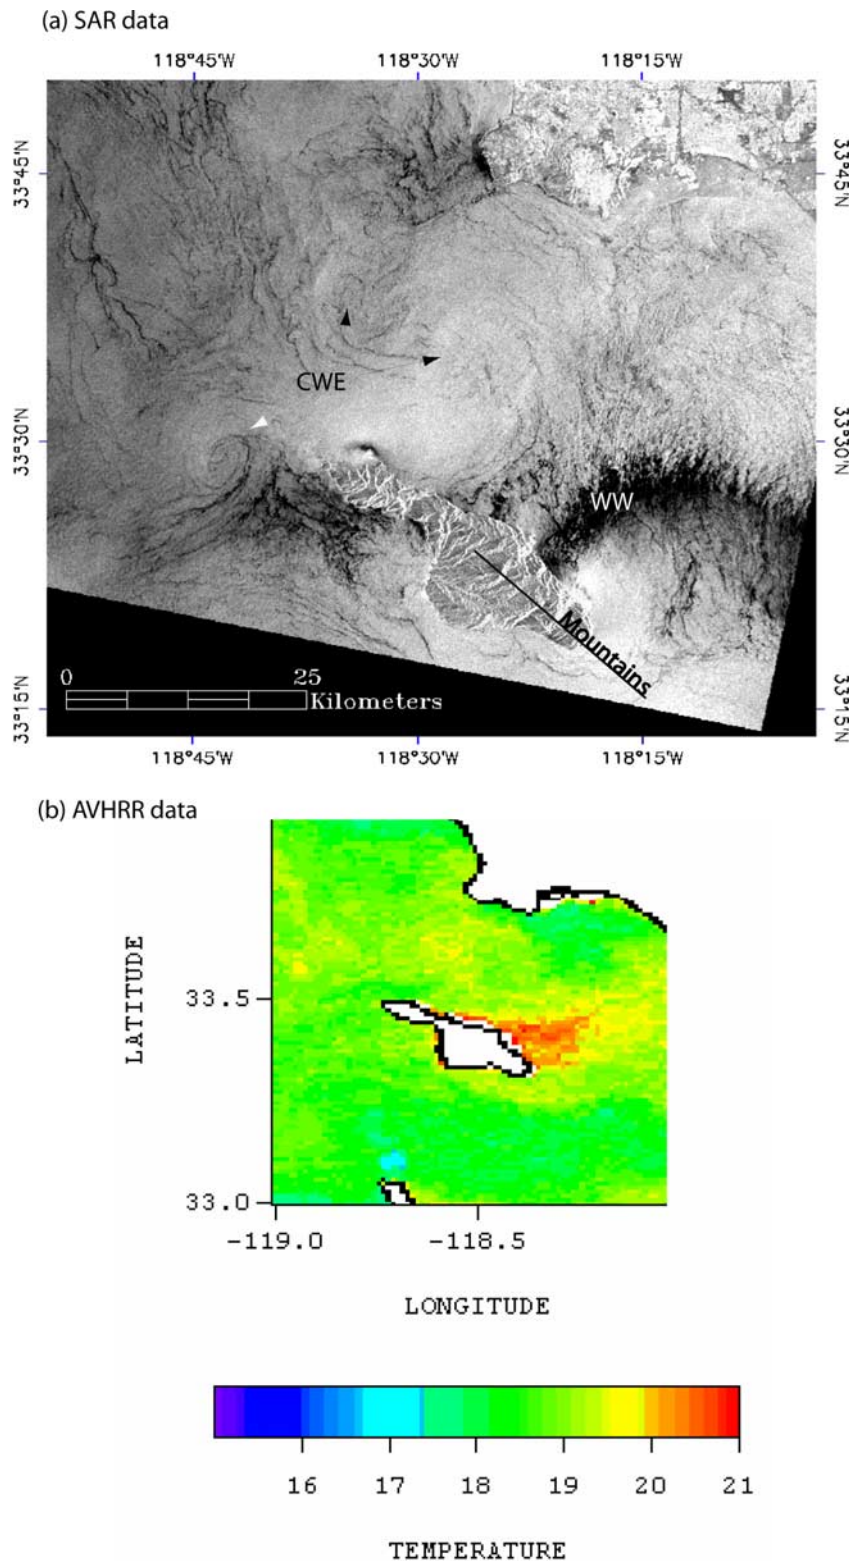 (a) SAR data
118°45'W 118°30'W 118°15'W
33°45'N 33°45'N
CWE
33°30'N 33°30'N
WW
Mountains
0 25
Kilometers
33°15'N 33°15'N
118°45'W 118°30'W 118°15'W
(b) AVHRR data
LATITUDE
33.5
33.0
-119.0 -118.5
LONGITUDE
16 17 18 19 20 21
TEMPERATURE